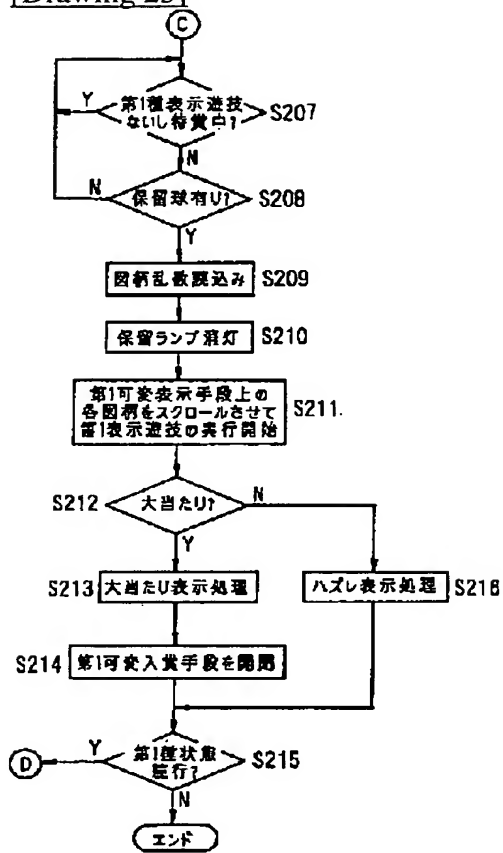 [Drawing 25]
C
第1種表示遊技
ないし特賞中?
S207
Y
N
保留球有り?
S208
N
Y
図柄乱数読込み
S209
保留ランプ消灯
S210
第1可変表示手段上の
各図柄をスクロールさせて
第1表示遊技の実行開始
S211.
S212
大当たり?
N
Y
S213
大当たり表示処理
ハズレ表示処理
S216
S214
第1可変入賞手段を開閉
D
Y
第1種状態
続行?
S215
N
エンド